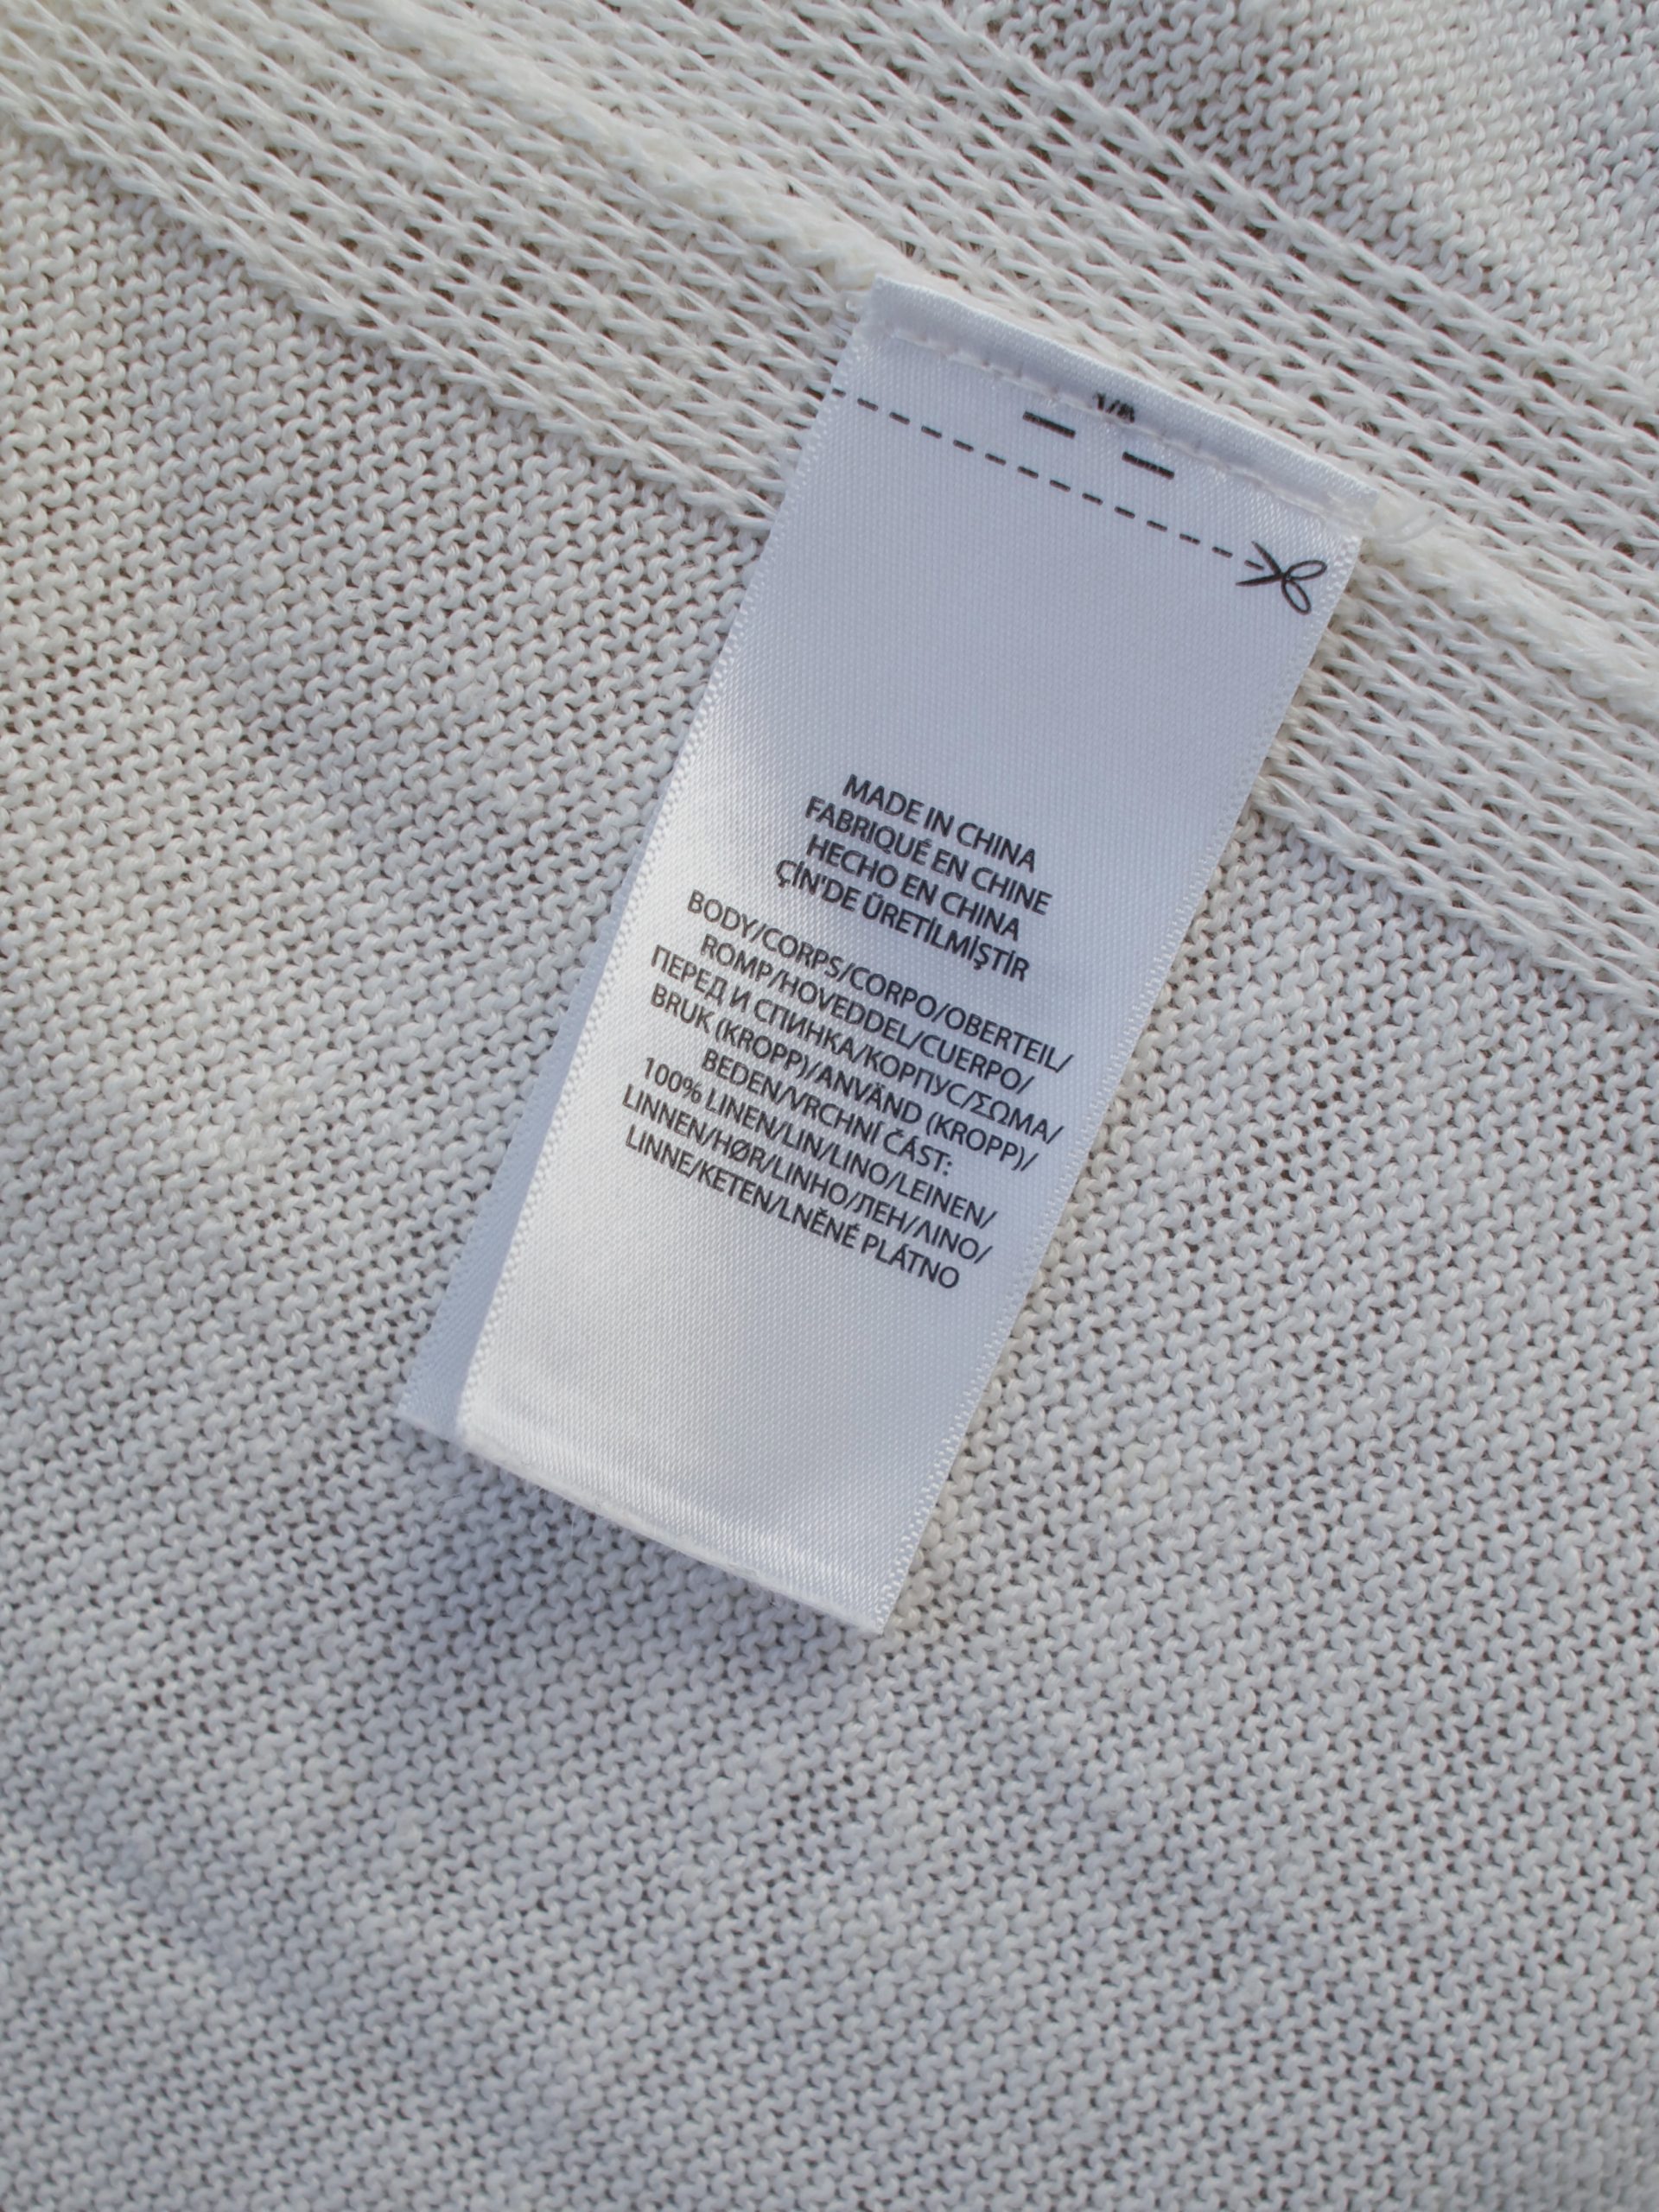 MADE IN CHINA
FABRIQUÉ EN CHINE
HECHO EN CHINA
ÇİN'DE ÜRETİLMİŞTİR
BODY/CORPS/CORPO/OBERTEIL/
ROMP/HOVEDDEL/CUERPO/
ПЕРЕД И СПИНКА/КОРПУС/ΣΩΜΑ/
BRUK (KROPP)/ANVÄND (KROPP)/
BEDEN/VRCHNÍ ČÁST:
100% LINEN/LIN/LINO/LEINEN/
LINNEN/HØR/LINHO/ЛЕН/ΛΙΝΟ/
LINNE/KETEN/LNĚNÉ PLÁTNO